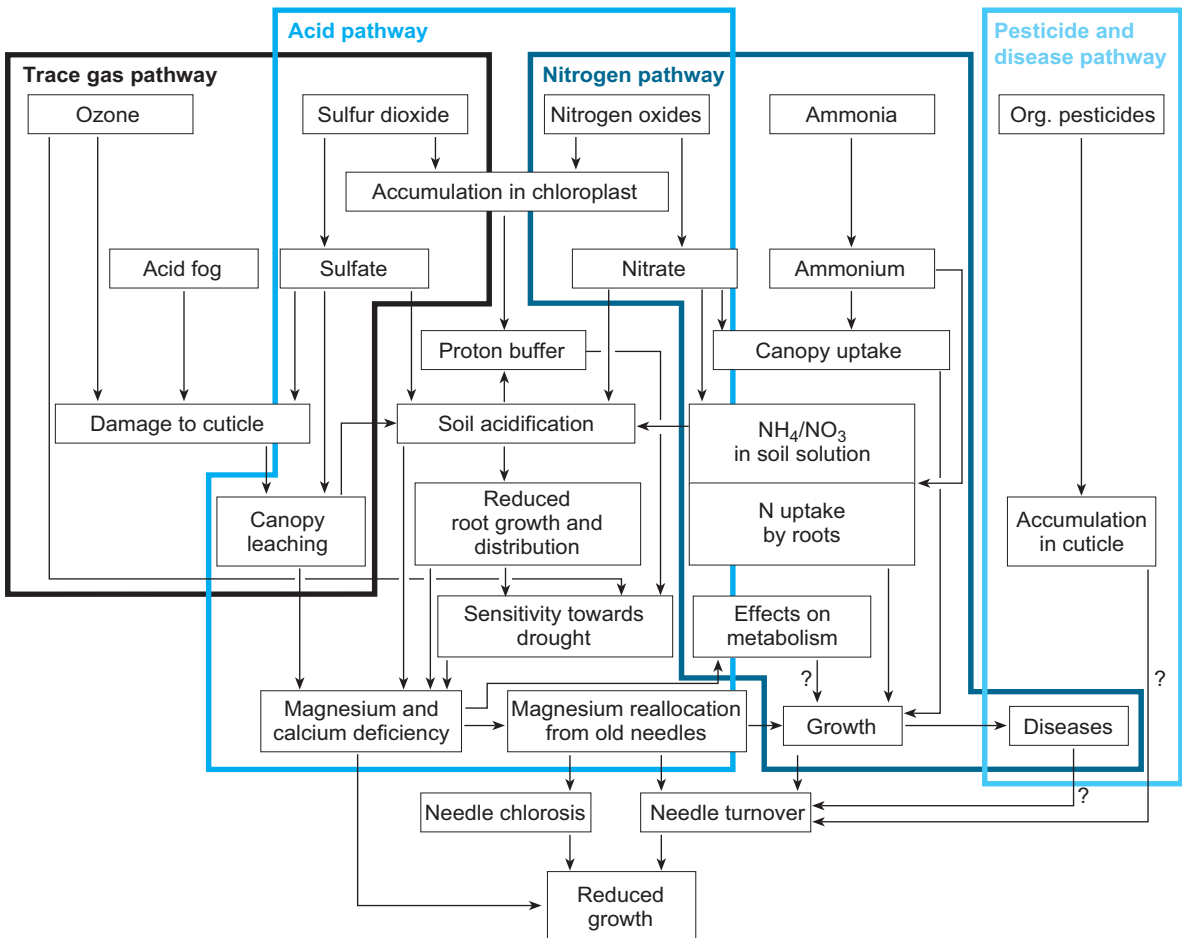 Acid pathway
Pesticide and
disease pathway
Trace gas pathway
Nitrogen pathway
Ozone
Sulfur dioxide
Nitrogen oxides
Ammonia
Org. pesticides
Accumulation in chloroplast
Acid fog
Sulfate
Nitrate
Ammonium
Proton buffer
Canopy uptake
Damage to cuticle
Soil acidification
NH₄/NO₃
in soil solution
Canopy
leaching
Reduced
root growth and
distribution
N uptake
by roots
Accumulation
in cuticle
Sensitivity towards
drought
Effects on
metabolism
?
?
Magnesium and
calcium deficiency
Magnesium reallocation
from old needles
Growth
Diseases
?
Needle chlorosis
Needle turnover
Reduced
growth